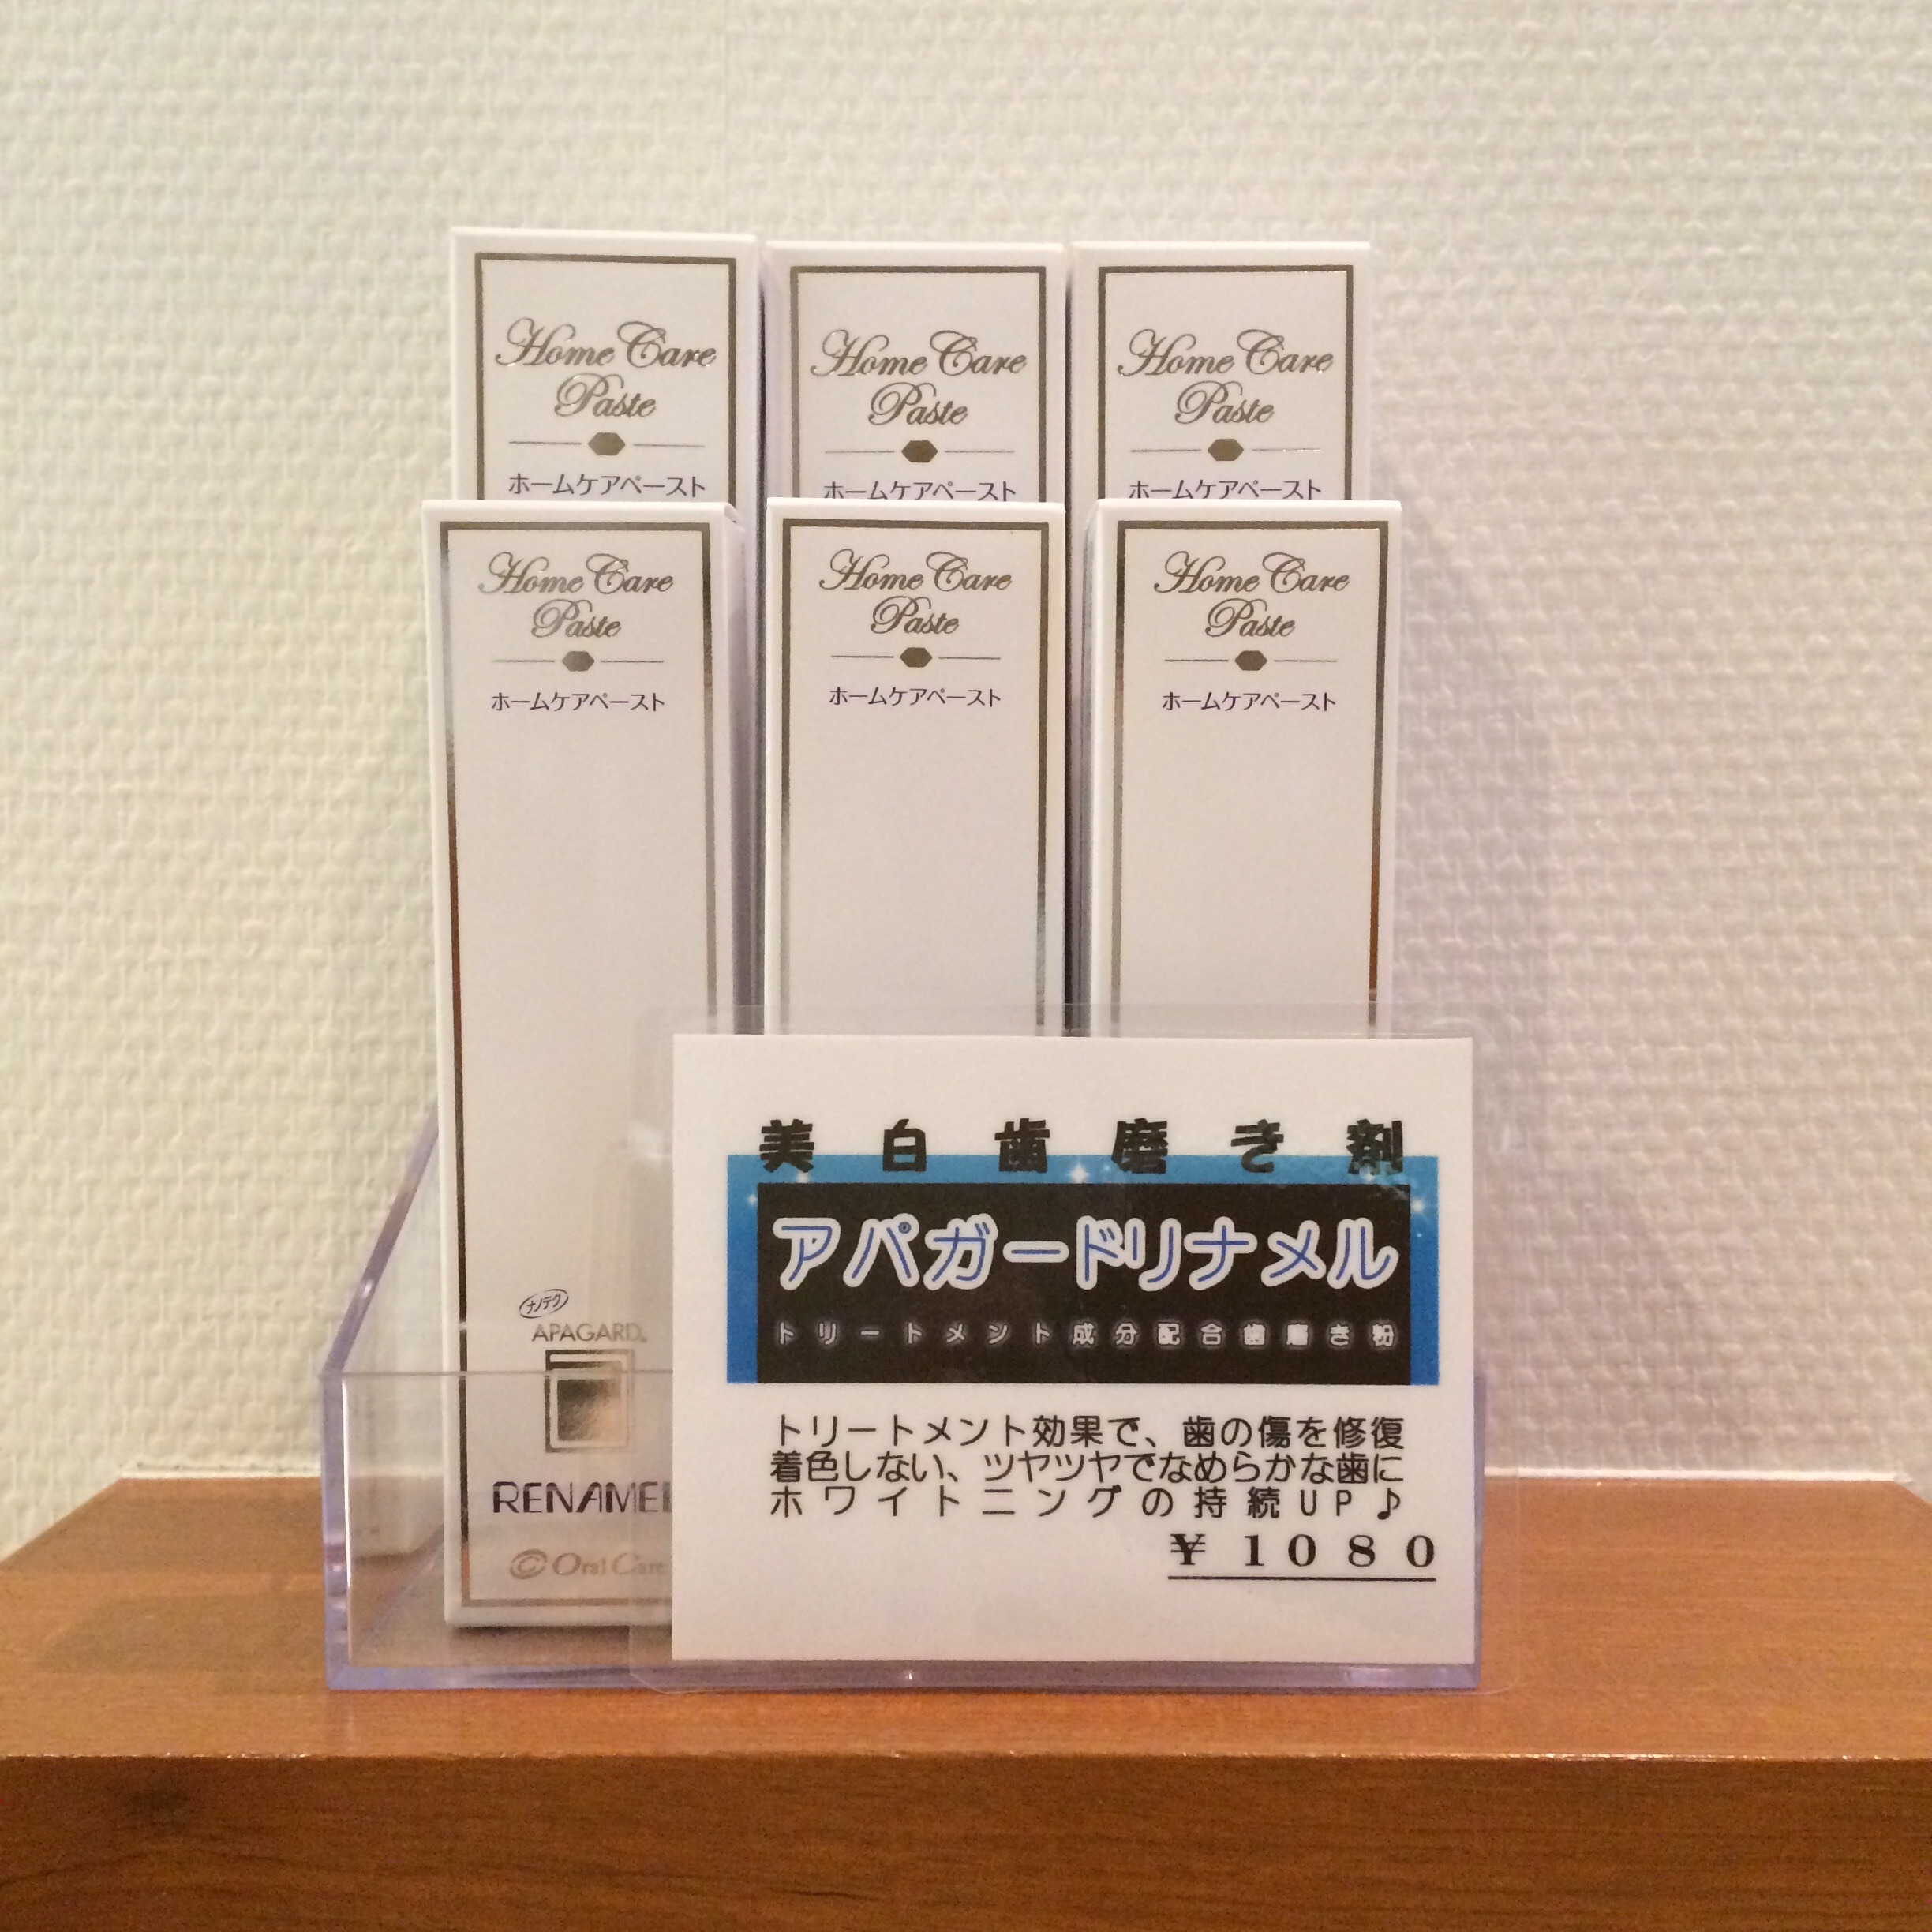 Home Care
Paste
ホームケアペースト
Home Care
Paste
ホームケアペースト
Home Care
Paste
ホームケアペースト
Home Care
Paste
ホームケアペースト
ナノテク
APAGARD
RENAMEL
Oral Care
Home Care
Paste
ホームケアペースト
Home Care
Paste
ホームケアペースト
美白歯磨き剤
アパガードリナメル
トリートメント成分配合歯磨き粉
トリートメント効果で、歯の傷を修復
着色しない、ツヤツヤでなめらかな歯に
ホワイトニングの持続UP♪
¥1080